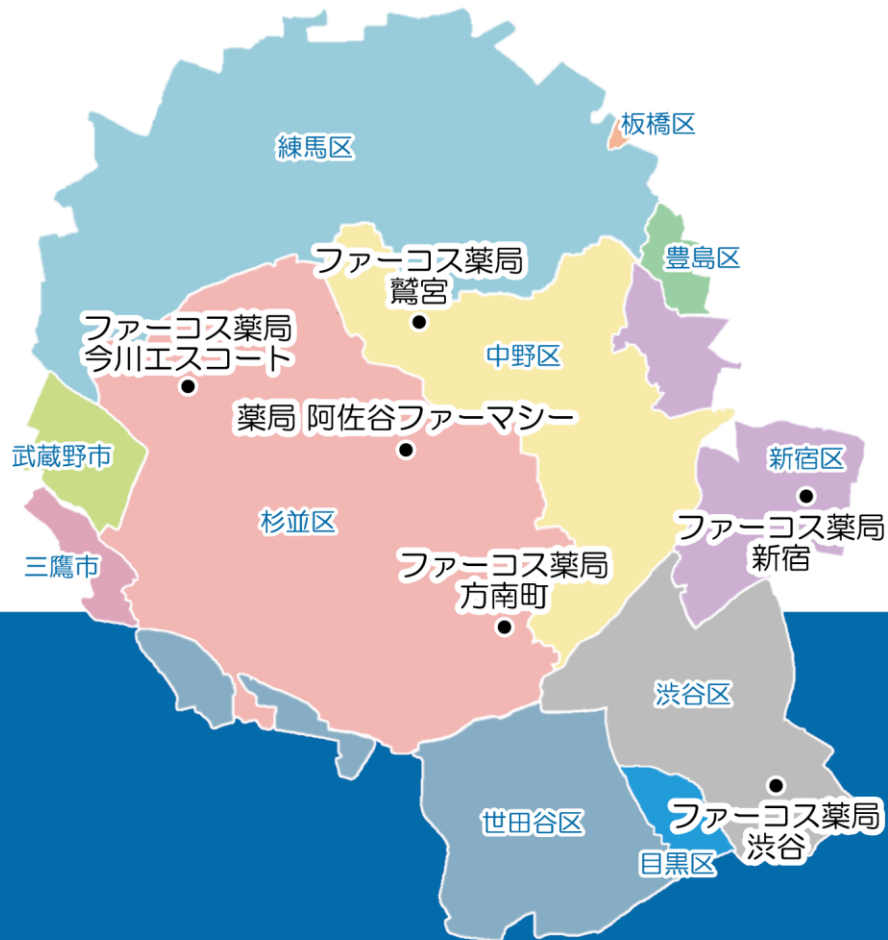 板橋区
練馬区
豊島区
ファーコス薬局
鷺宮
ファーコス薬局
今川エスコート
中野区
薬局 阿佐谷ファーマシー
武蔵野市
新宿区
杉並区
ファーコス薬局
新宿
三鷹市
ファーコス薬局
方南町
渋谷区
世田谷区
ファーコス薬局
渋谷
目黒区